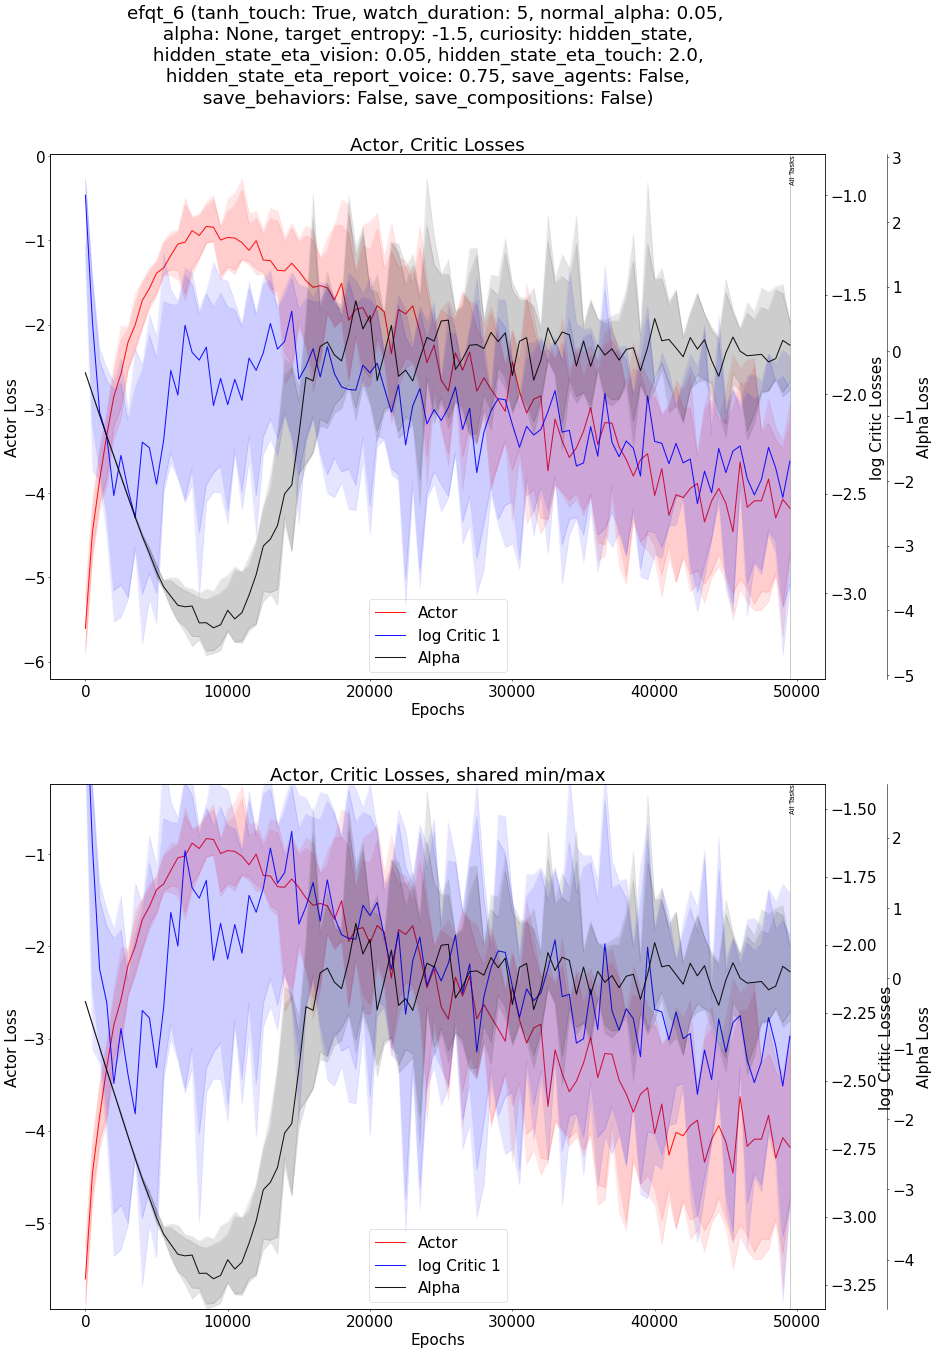 efqt_6 (tanh_touch: True, watch_duration: 5, normal_alpha: 0.05,
alpha: None, target_entropy: -1.5, curiosity: hidden_state,
hidden_state_eta_vision: 0.05, hidden_state_eta_touch: 2.0,
hidden_state_eta_report_voice: 0.75, save_agents: False,
save_behaviors: False, save_compositions: False)
Actor, Critic Losses
All Tasks
Actor Loss
0
−1
−2
−3
−4
−5
−6
−1.0
−1.5
−2.0
−2.5
−3.0
log Critic Losses
3
2
1
0
−1
−2
−3
−4
−5
Alpha Loss
Actor
log Critic 1
Alpha
0 10000 20000 30000 40000 50000
Epochs
Actor, Critic Losses, shared min/max
All Tasks
Actor Loss
−1
−2
−3
−4
−5
−1.50
−1.75
−2.00
−2.25
−2.50
−2.75
−3.00
−3.25
log Critic Losses
2
1
0
−1
−2
−3
−4
Alpha Loss
Actor
log Critic 1
Alpha
0 10000 20000 30000 40000 50000
Epochs